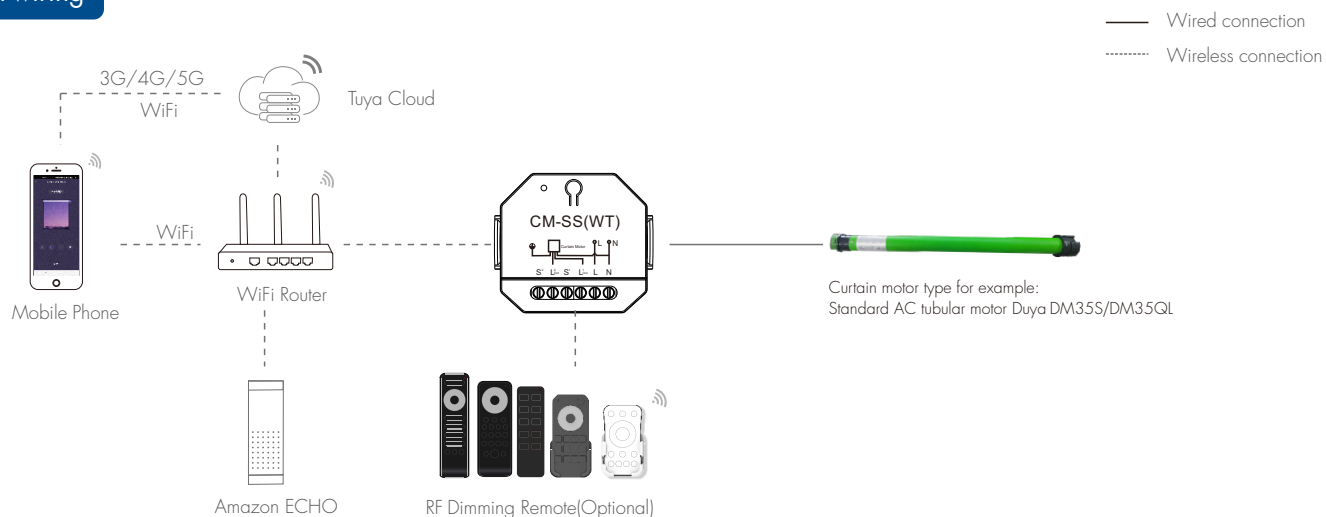 Wired connection
Wireless connection
3G/4G/5G
WiFi
Tuya Cloud
WiFi
Mobile Phone
WiFi Router
CM-SS(WT)
Curtain Motor
L N
S' S' L N
Curtain motor type for example:
Standard AC tubular motor Duya DM35S/DM35QL
Amazon ECHO
RF Dimming Remote(Optional)